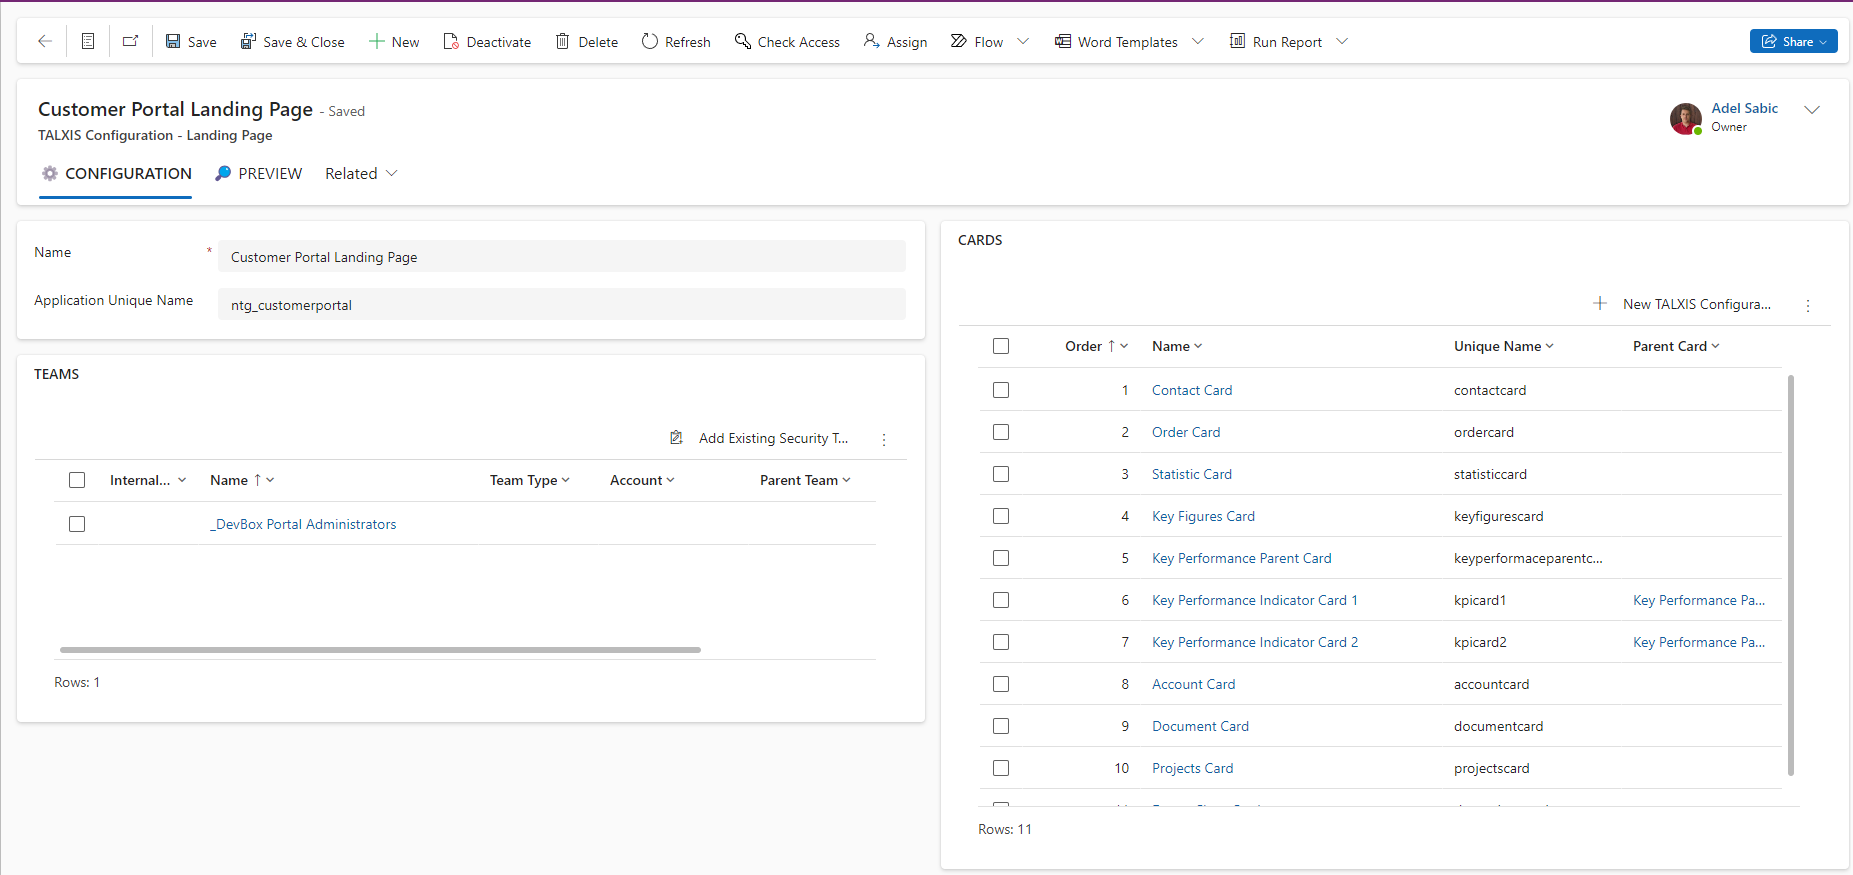 Save
Save & Close
New
Deactivate
Delete
Refresh
Check Access
Assign
Flow
Word Templates
Run Report
Share
Customer Portal Landing Page - Saved
TALXIS Configuration - Landing Page
Adel Sabic
Owner
CONFIGURATION
PREVIEW
Related
Name *
Customer Portal Landing Page
Application Unique Name
ntg_customerportal
TEAMS
Add Existing Security T...
Internal... Name ↑ Team Type Account Parent Team
_DevBox Portal Administrators
Rows: 1
CARDS
New TALXIS Configura...
Order ↑ Name Unique Name Parent Card
1 Contact Card contactcard
2 Order Card ordercard
3 Statistic Card statisticcard
4 Key Figures Card keyfigurescard
5 Key Performance Parent Card keyperformaceparentc...
6 Key Performance Indicator Card 1 kpicard1 Key Performance Pa...
7 Key Performance Indicator Card 2 kpicard2 Key Performance Pa...
8 Account Card accountcard
9 Document Card documentcard
10 Projects Card projectscard
Rows: 11